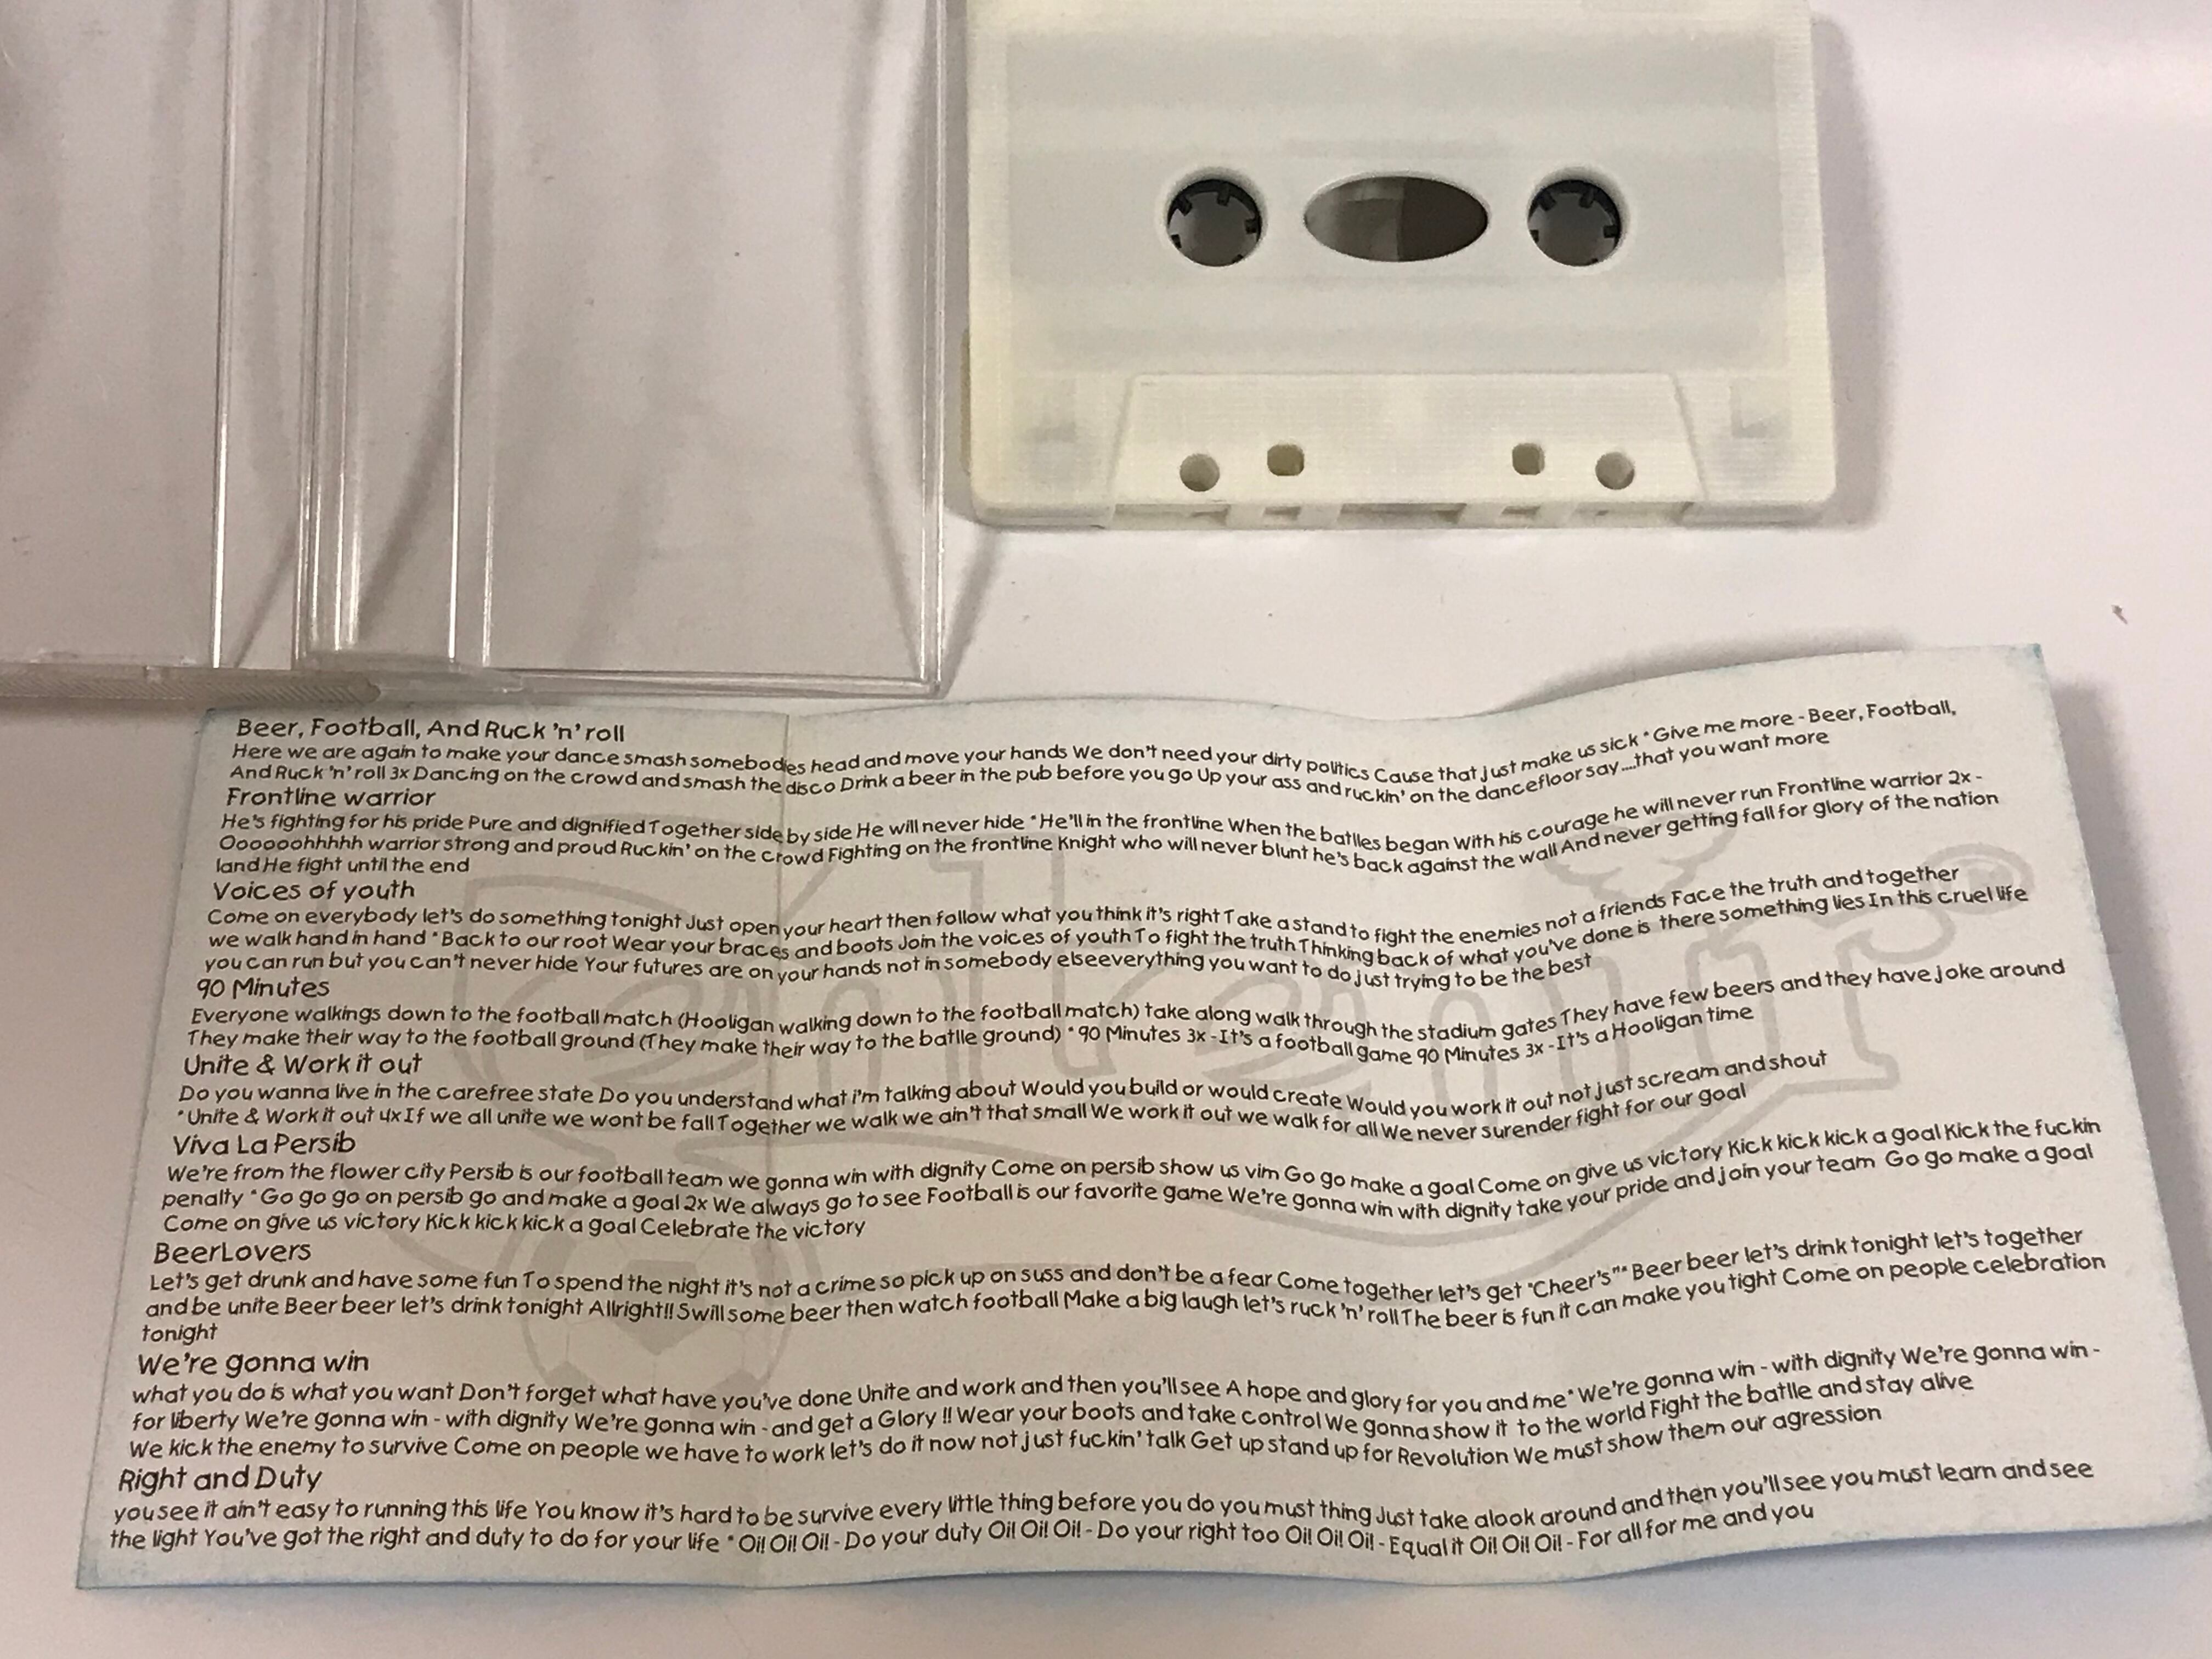 Beer, Football, And Ruck 'n' roll
Here we are again to make your dance smash somebodies head and move your hands We don't need your dirty politics Cause that just make us sick *Give me more - Beer, Football,
And Ruck 'n' roll 3x Dancing on the crowd and smash the disco Drink a beer in the pub before you go Up your ass and ruckin' on the dancefloor say....that you want more
Frontline warrior
He's fighting for his pride Pure and dignified Together side by side He will never hide *He'll in the frontline When the batlles began With his courage he will never run Frontline warrior 2x -
Oooooohhhhh warrior strong and proud Ruckin' on the crowd Fighting on the frontline Knight who will never blunt he's back against the wall And never getting fall for glory of the nation
land He fight until the end
Voices of youth
Come on everybody let's do something tonight Just open your heart then follow what you think it's right Take a stand to fight the enemies not a friends Face the truth and together
we walk hand in hand *Back to our root Wear your braces and boots Join the voices of youth To fight the truth Thinking back of what you've done is there something lies In this cruel life
you can run but you can't never hide Your futures are on your hands not in somebody elseeverything you want to do just trying to be the best
90 Minutes
Everyone walkings down to the football match (Hooligan walking down to the football match) take along walk through the stadium gates They have few beers and they have joke around
They make their way to the football ground (They make their way to the batlle ground) *90 Minutes 3x -It's a football game 90 Minutes 3x -It's a Hooligan time
Unite & Work it out
Do you wanna live in the carefree state Do you understand what i'm talking about Would you build or would create Would you work it out not just scream and shout
*Unite & Work it out 4x If we all unite we wont be fall Together we walk we ain't that small We work it out we walk for all We never surender fight for our goal
Viva La Persib
We're from the flower city Persib is our football team we gonna win with dignity Come on persib show us vim Go go make a goal Come on give us victory Kick kick kick a goal Kick the fuckin
penalty *Go go go on persib go and make a goal 2x We always go to see Football is our favorite game We're gonna win with dignity take your pride and join your team Go go make a goal
Come on give us victory Kick kick kick a goal Celebrate the victory
BeerLovers
Let's get drunk and have some fun To spend the night it's not a crime so pick up on suss and don't be a fear Come together let's get "Cheer's"* Beer beer let's drink tonight let's together
and be unite Beer beer let's drink tonight Allright!! Swill some beer then watch football Make a big laugh let's ruck 'n' roll The beer is fun it can make you tight Come on people celebration
tonight
We're gonna win
what you do is what you want Don't forget what have you've done Unite and work and then you'll see A hope and glory for you and me* We're gonna win - with dignity We're gonna win -
for liberty We're gonna win - with dignity We're gonna win - and get a Glory !! Wear your boots and take control We gonna show it to the world Fight the batlle and stay alive
We kick the enemy to survive Come on people we have to work let's do it now not just fuckin' talk Get up stand up for Revolution We must show them our agression
Right and Duty
you see it ain't easy to running this life You know it's hard to be survive every little thing before you do you must thing Just take alook around and then you'll see you must learn and see
the light You've got the right and duty to do for your life *Oi! Oi! Oi! - Do your duty Oi! Oi! Oi! - Do your right too Oi! Oi! Oi! - Equal it Oi! Oi! Oi! - For all for me and you